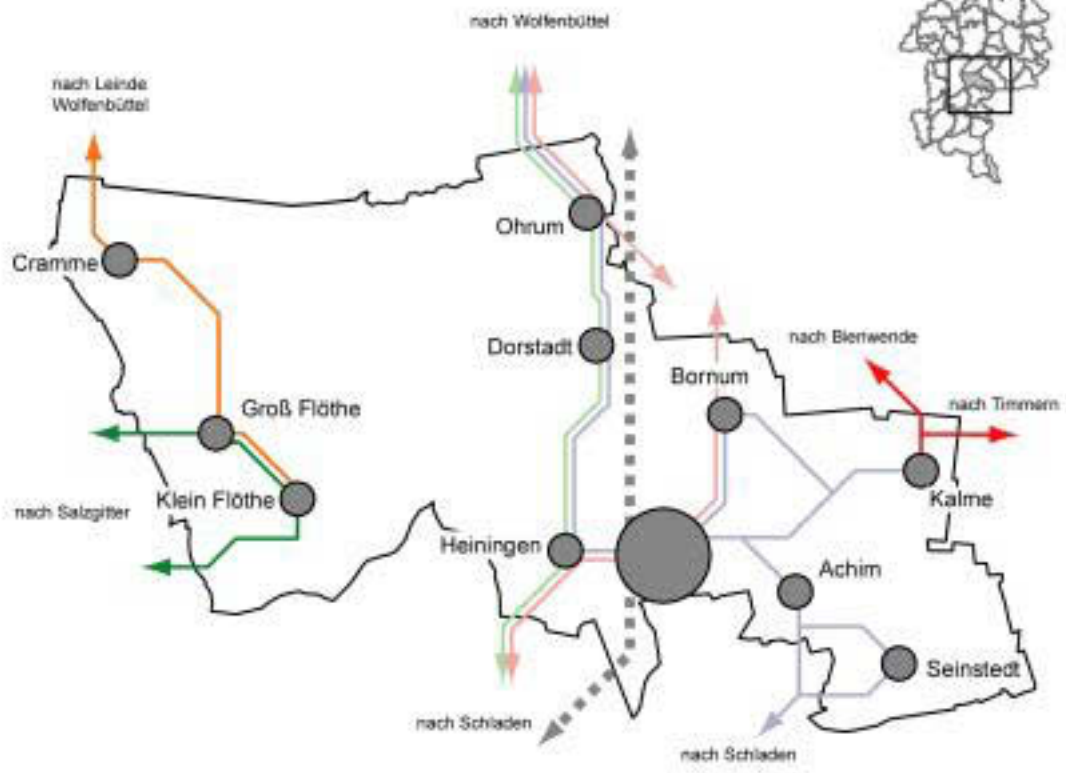 nach Wolfenbüttel
nach Leinde
Wolfenbüttel
Ohrum
Cramme
Dorstadt
nach Bienwende
Bornum
nach Timmern
Groß Flöthe
Klein Flöthe
Kalme
nach Salzgitter
Heiningen
Achim
Seinstedt
nach Schladen
nach Schladen